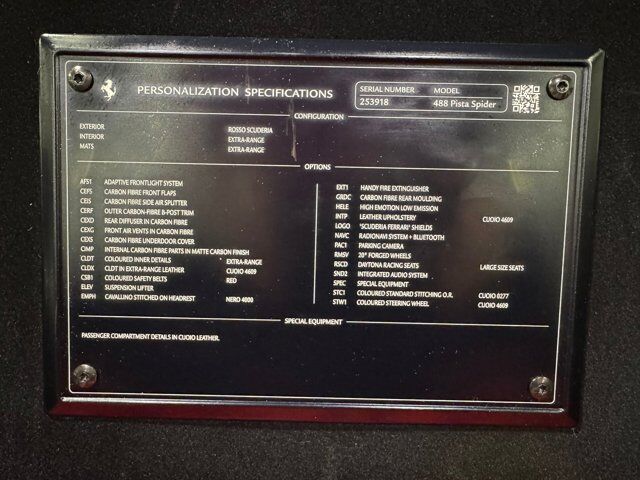 PERSONALIZATION SPECIFICATIONS
SERIAL NUMBER MODEL
253918 488 Pista Spider
CONFIGURATION
EXTERIOR ROSSO SCUDERIA
INTERIOR EXTRA-RANGE
MATS EXTRA-RANGE
OPTIONS
AFS1 ADAPTIVE FRONTLIGHT SYSTEM
CEFS CARBON FIBRE FRONT FLAPS
CEIS CARBON FIBRE SIDE AIR SPLITTER
CERF OUTER CARBON-FIBRE B-POST TRIM
CEXD REAR DIFFUSER IN CARBON FIBRE
CEXG FRONT AIR VENTS IN CARBON FIBRE
CEXS CARBON FIBRE UNDERDOOR COVER
CIMP INTERNAL CARBON FIBRE PARTS IN MATTE CARBON FINISH
CLDT COLOURED INNER DETAILS EXTRA-RANGE
CLDX CLDT IN EXTRA-RANGE LEATHER CUOIO 4609
CSB1 COLOURED SAFETY BELTS RED
ELEV SUSPENSION LIFTER
EMPH CAVALLINO STITCHED ON HEADREST NERO 4000
EXT1 HANDY FIRE EXTINGUISHER
GRDC CARBON FIBRE REAR MOULDING
HELE HIGH EMOTION LOW EMISSION
INTP LEATHER UPHOLSTERY CUOIO 4609
LOGO "SCUDERIA FERRARI" SHIELDS
NAVC RADIONAVI SYSTEM + BLUETOOTH
PAC1 PARKING CAMERA
RMSV 20" FORGED WHEELS
RSCD DAYTONA RACING SEATS LARGE SIZE SEATS
SND2 INTEGRATED AUDIO SYSTEM
SPEC SPECIAL EQUIPMENT
STC1 COLOURED STANDARD STITCHING O.R. CUOIO 0277
STW1 COLOURED STEERING WHEEL CUOIO 4609
SPECIAL EQUIPMENT
PASSENGER COMPARTMENT DETAILS IN CUOIO LEATHER.